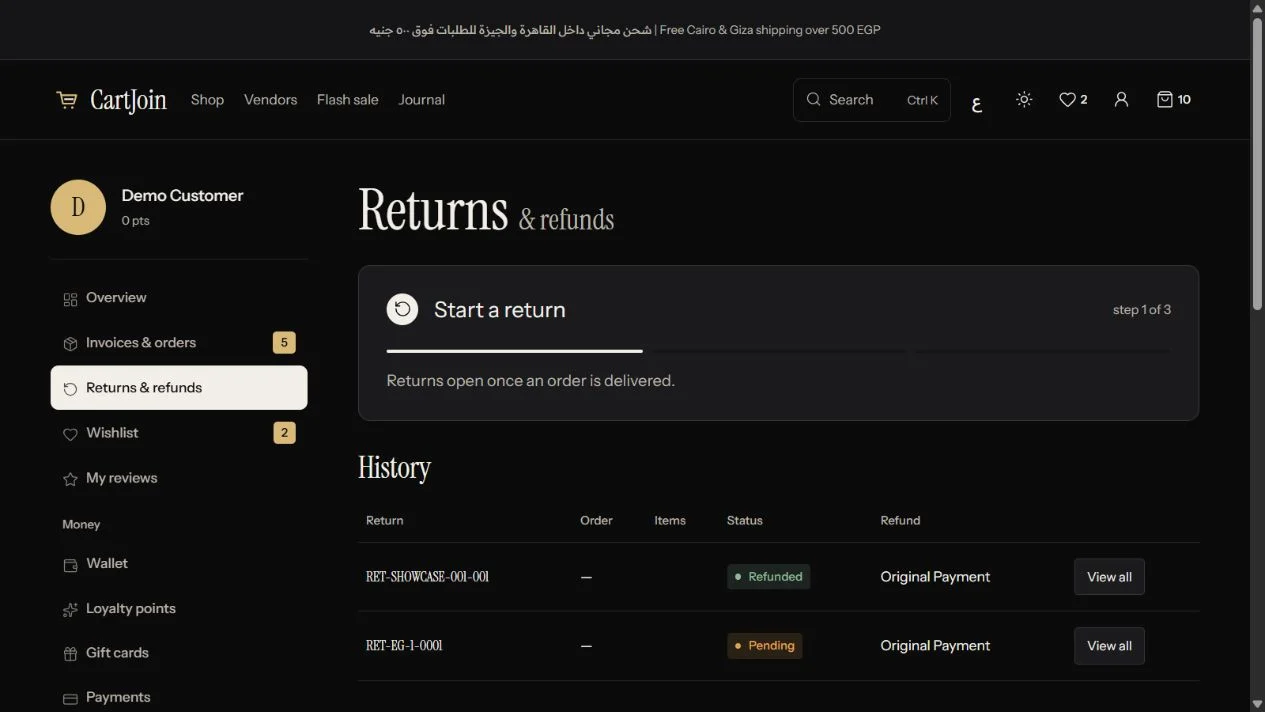 شحن مجاني داخل القاهرة والجيزة للطلبات فوق ٥٠٠ جنيه | Free Cairo & Giza shipping over 500 EGP
CartJoin Shop Vendors Flash sale Journal Search Ctrl K ع 2 10
D Demo Customer
0 pts
Overview
Invoices & orders 5
Returns & refunds
Wishlist 2
My reviews
Money
Wallet
Loyalty points
Gift cards
Payments
Returns & refunds
Start a return step 1 of 3
Returns open once an order is delivered.
History
Return Order Items Status Refund
RET-SHOWCASE-001-001 — Refunded Original Payment View all
RET-EG-1-0001 — Pending Original Payment View all